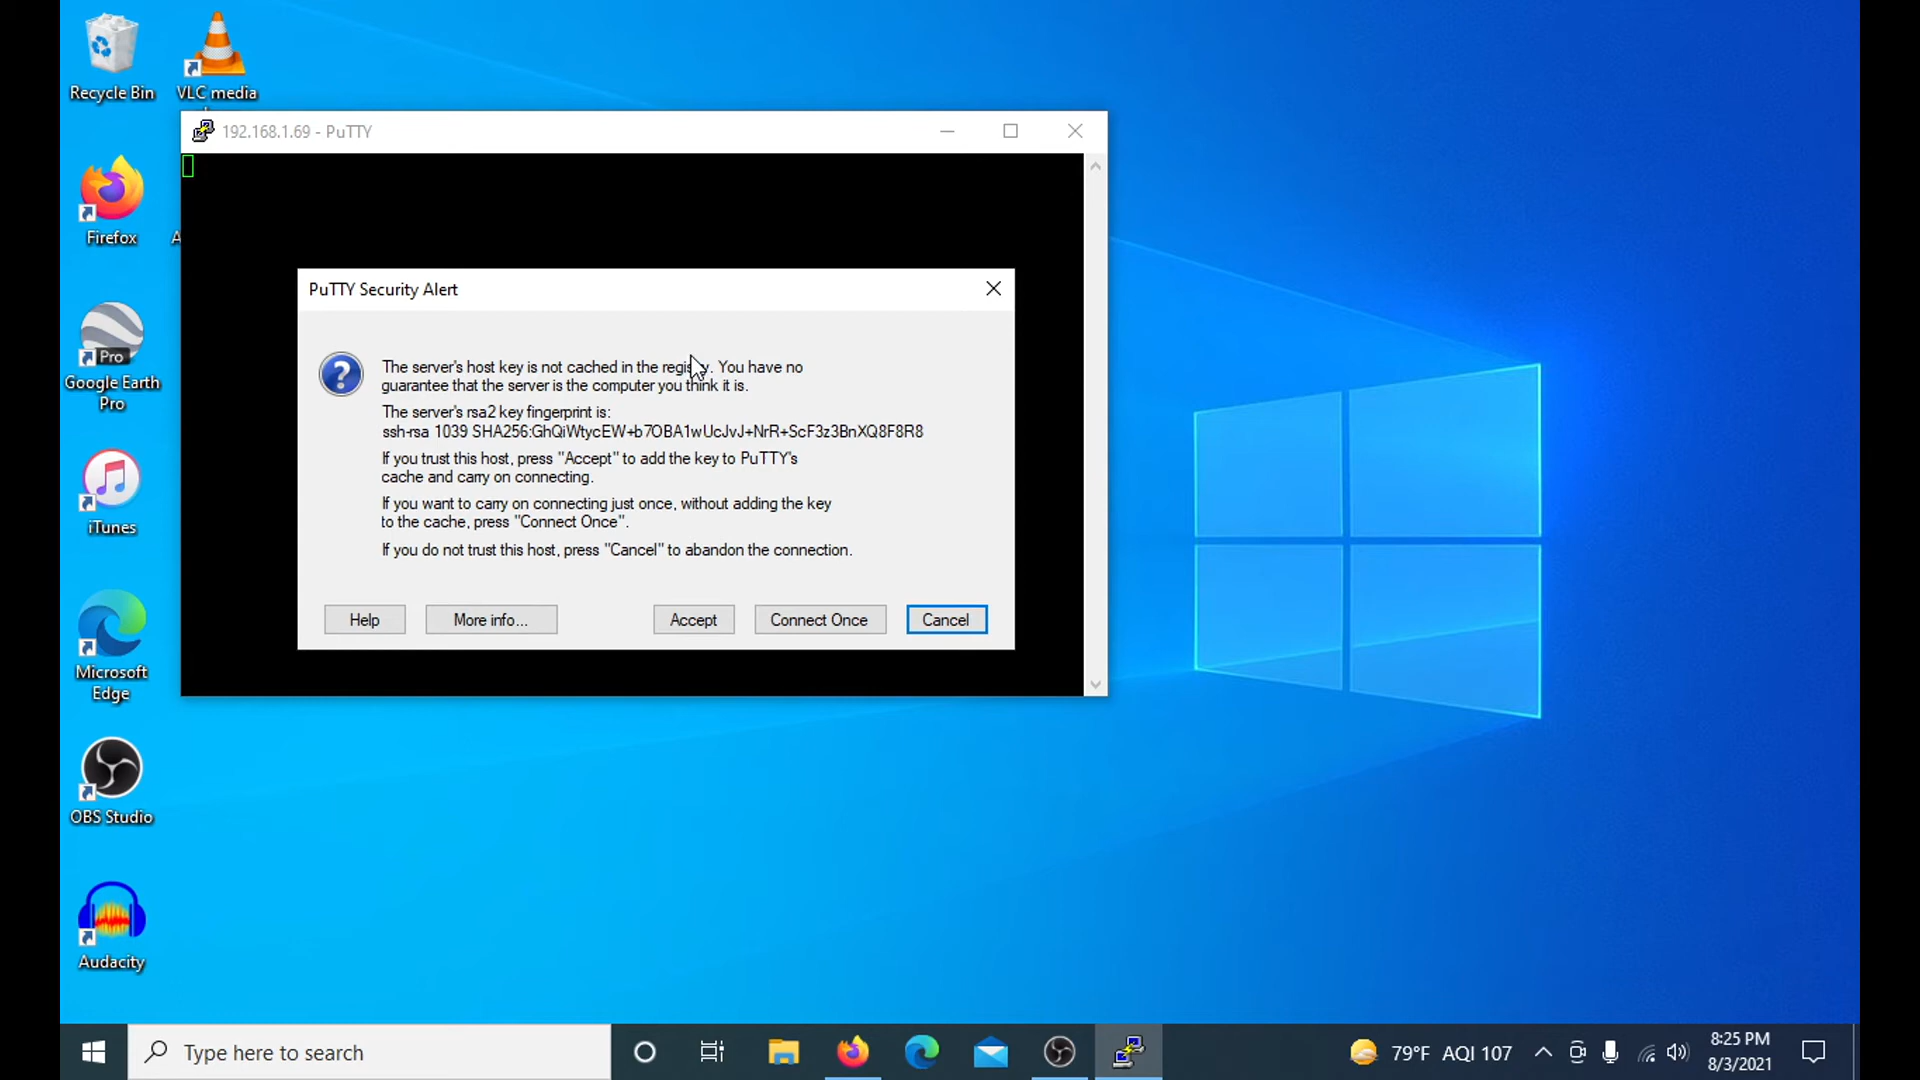 Recycle Bin
VLC media
192.168.1.69 - PuTTY
Firefox
A
PuTTY Security Alert
The server's host key is not cached in the registry. You have no
guarantee that the server is the computer you think it is.
The server's rsa2 key fingerprint is:
ssh-rsa 1039 SHA256:GhQiWtycEW+b7OBA1wUcJvJ+NrR+ScF3z3BnXQ8F8R8
If you trust this host, press "Accept" to add the key to PuTTY's
cache and carry on connecting.
If you want to carry on connecting just once, without adding the key
to the cache, press "Connect Once".
If you do not trust this host, press "Cancel" to abandon the connection.
Help
More info...
Accept
Connect Once
Cancel
Pro
Google Earth
Pro
iTunes
Microsoft
Edge
OBS Studio
Audacity
Type here to search
79°F AQI 107
8:25 PM
8/3/2021